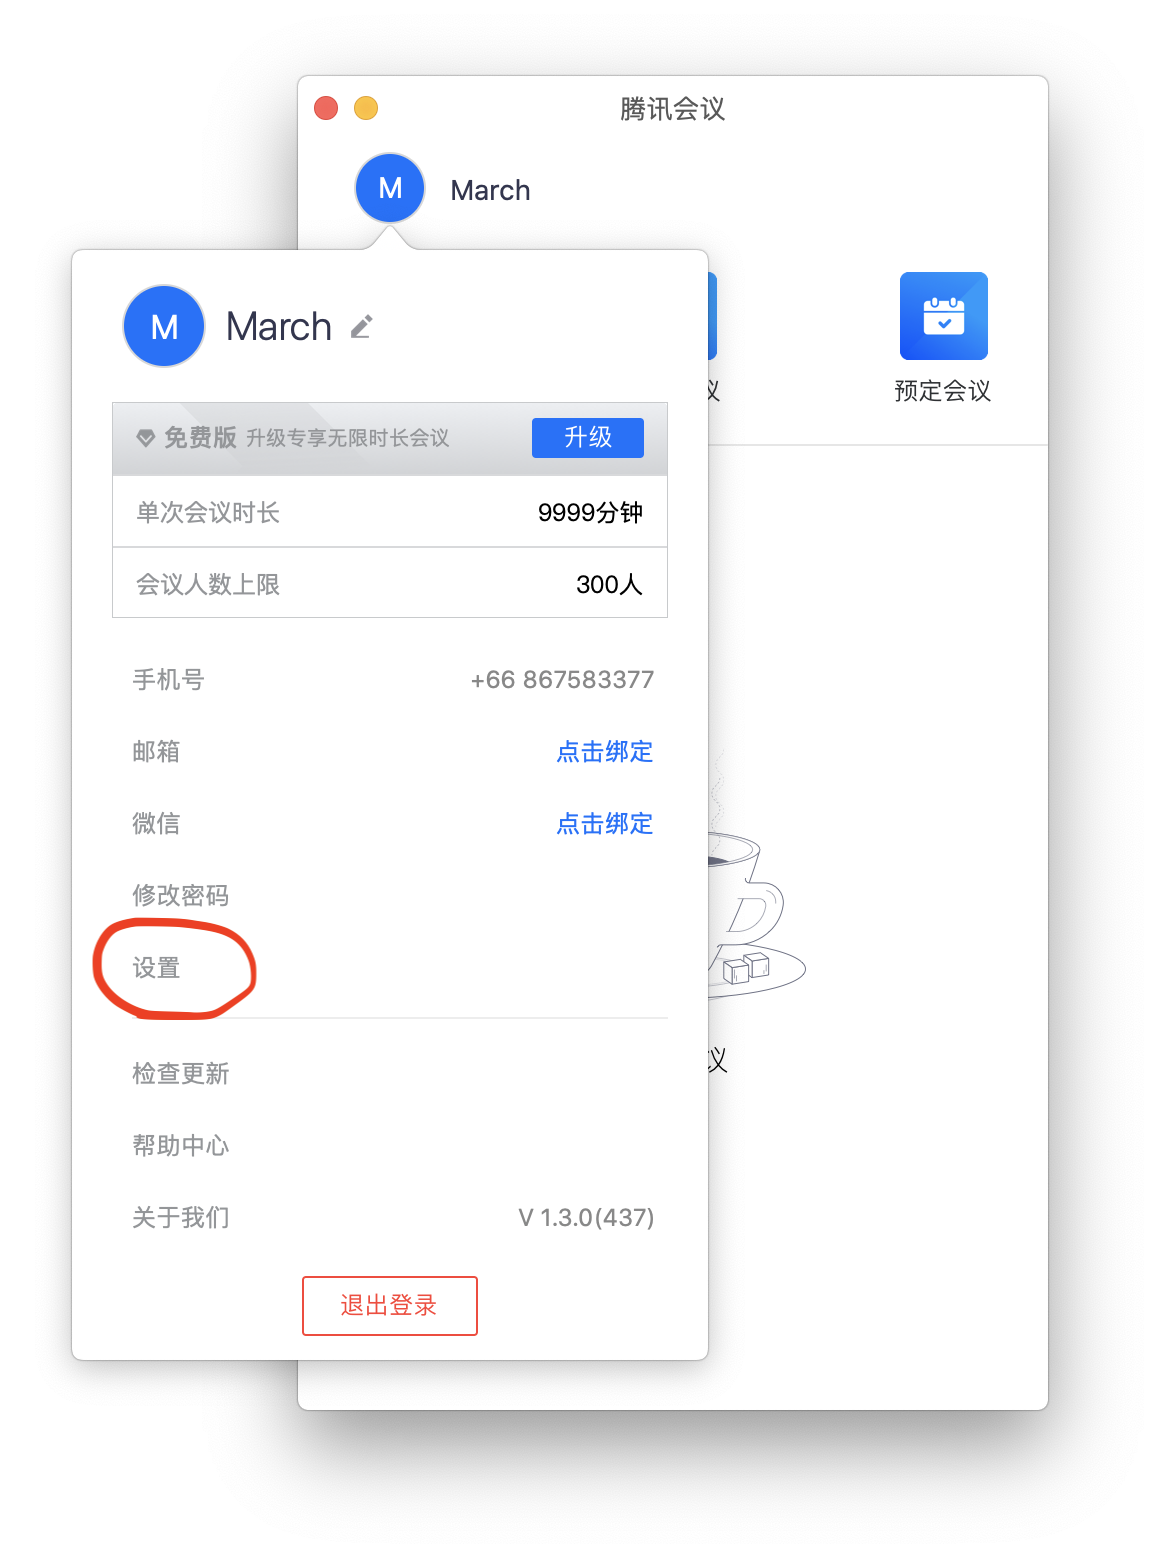 腾讯会议
M March
M March
议 预定会议
免费版 升级专享无限时长会议 升级
单次会议时长 9999分钟
会议人数上限 300人
手机号 +66 867583377
邮箱 点击绑定
微信 点击绑定
修改密码
设置
议
检查更新
帮助中心
关于我们 V 1.3.0(437)
退出登录